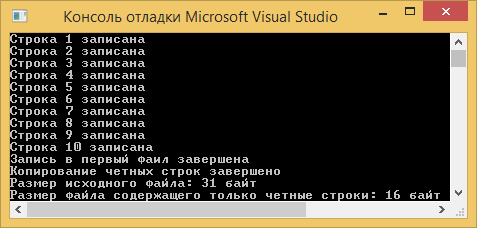 Консоль отладки Microsoft Visual Studio
Строка 1 записана
Строка 2 записана
Строка 3 записана
Строка 4 записана
Строка 5 записана
Строка 6 записана
Строка 7 записана
Строка 8 записана
Строка 9 записана
Строка 10 записана
Запись в первый фаил завершена
Копирование четных строк завершено
Размер исходного файла: 31 байт
Размер файла содержащего только четные строки: 16 байт